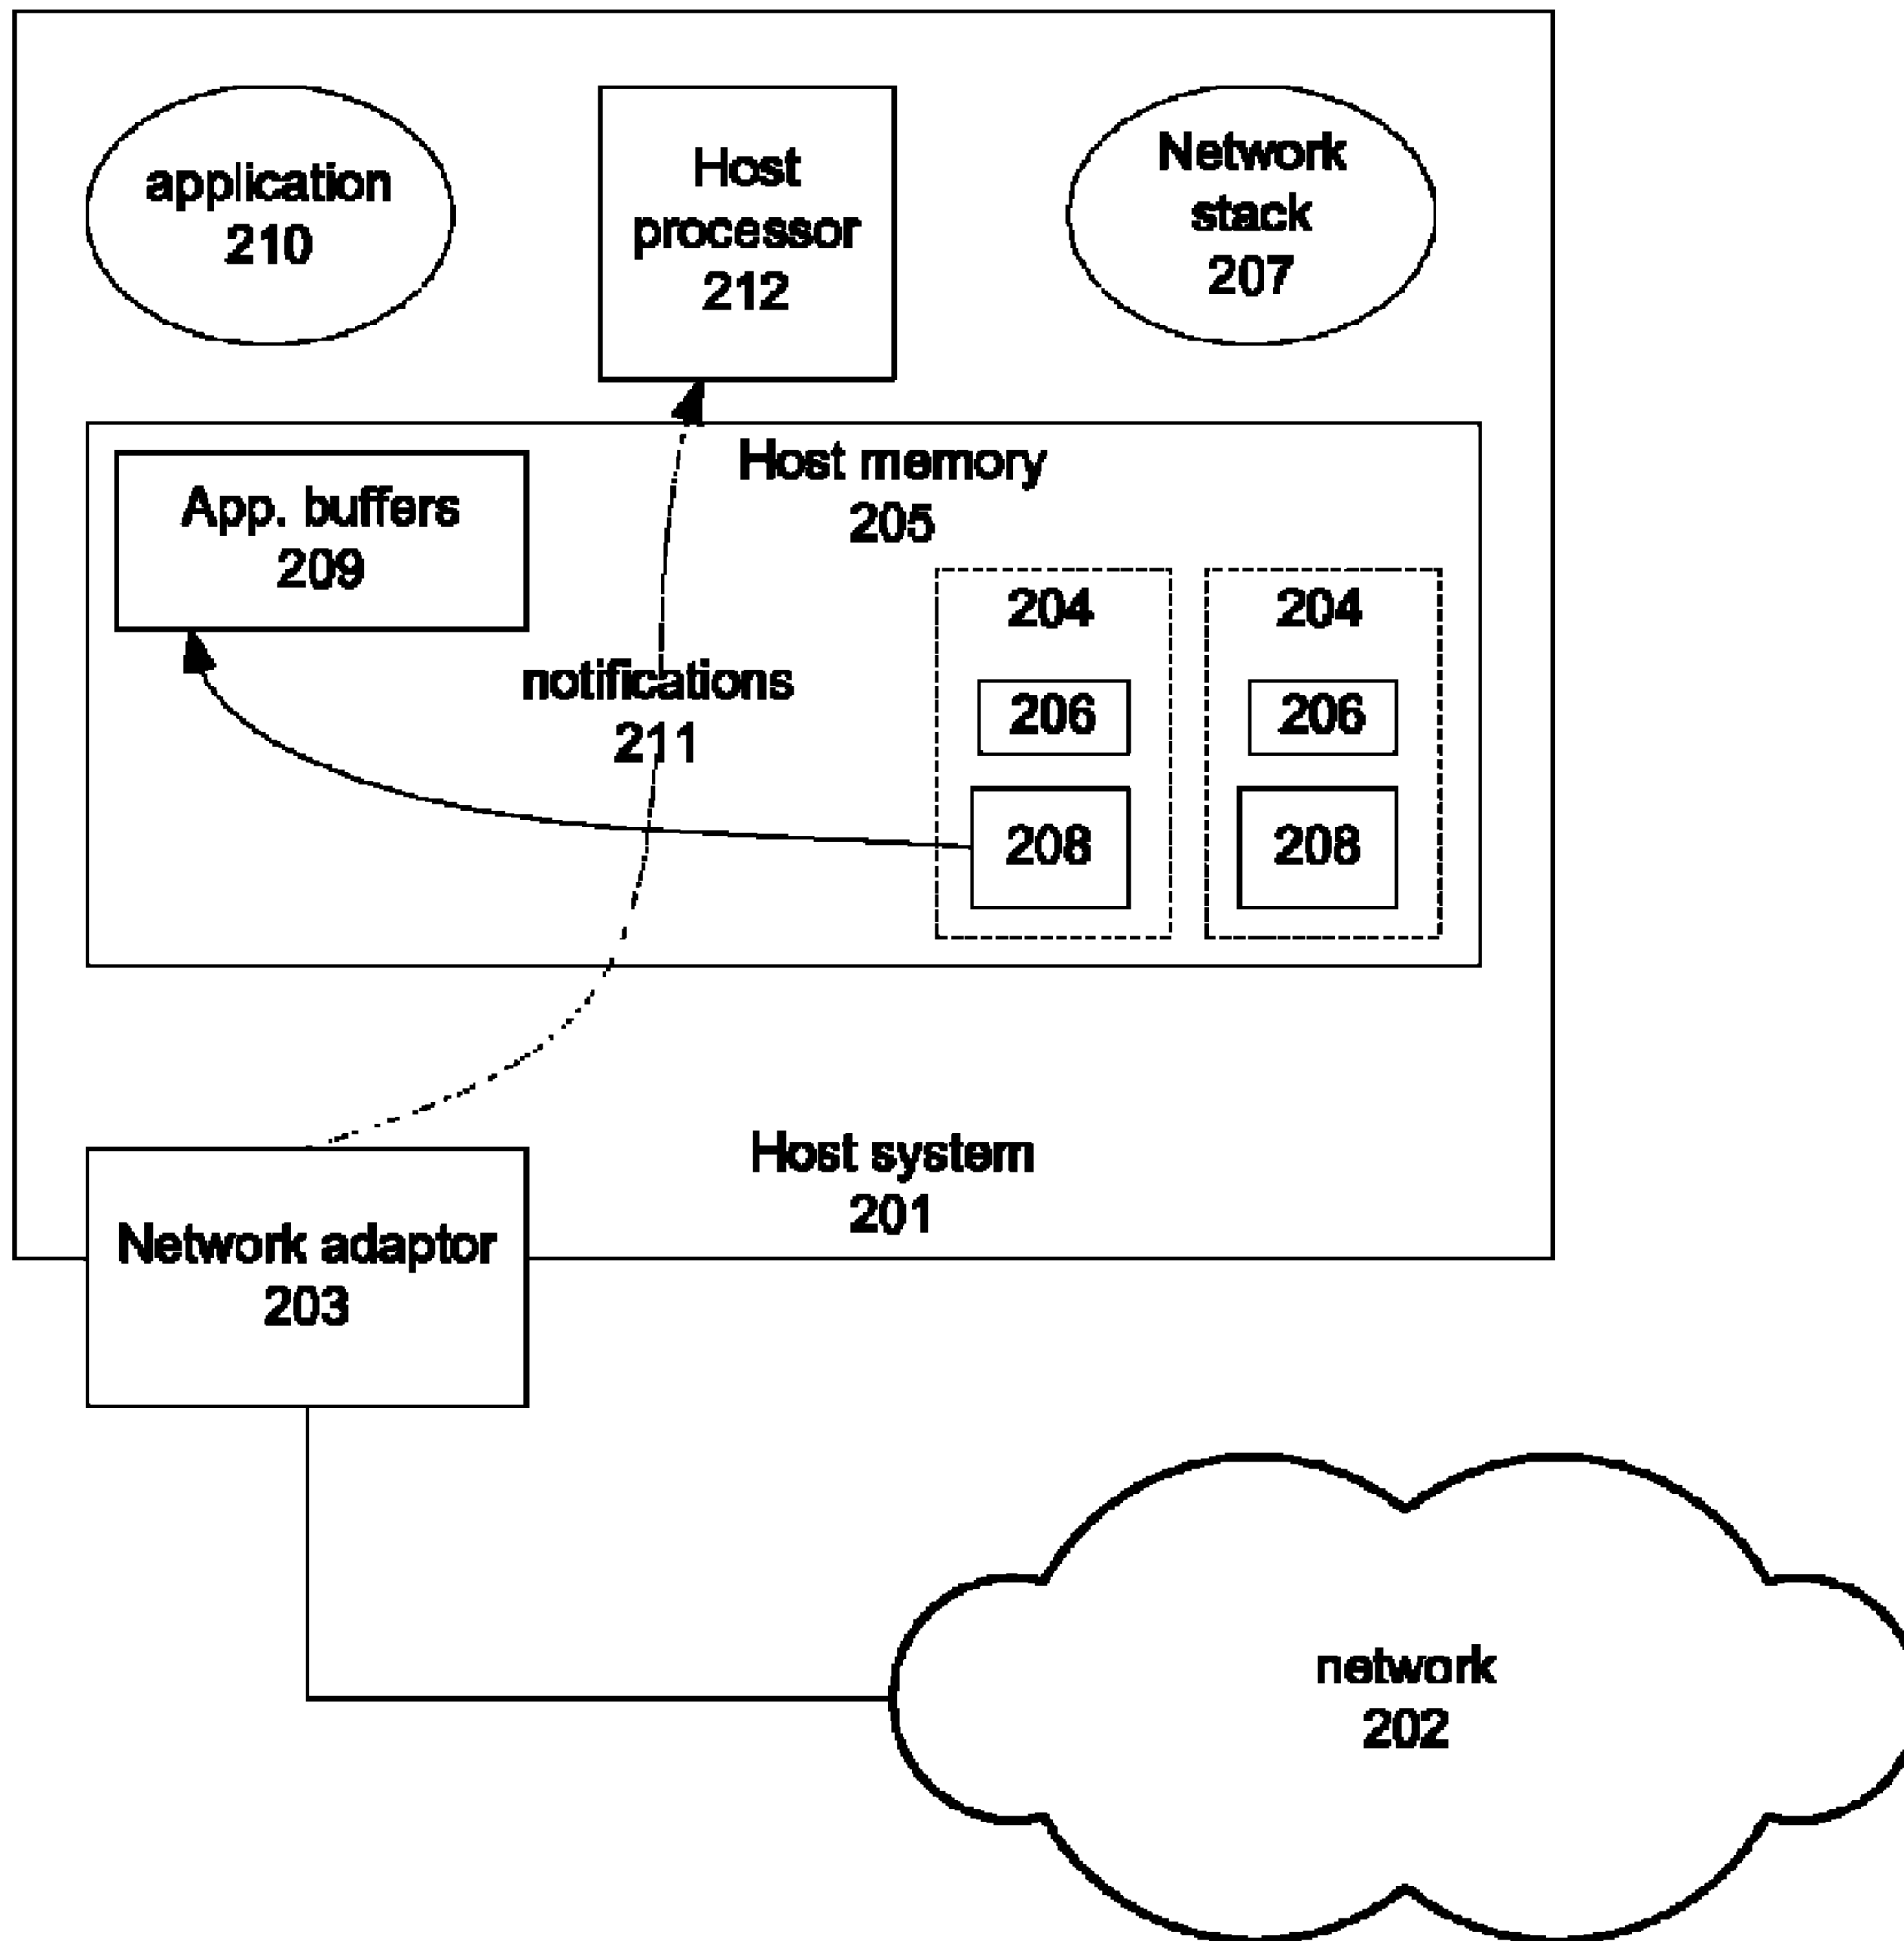 application
210
Host
processor
212
Network
stack
207
Host memory
205
App. buffers
209
204
204
notifications
211
206
206
208
208
Host system
201
Network adaptor
203
network
202